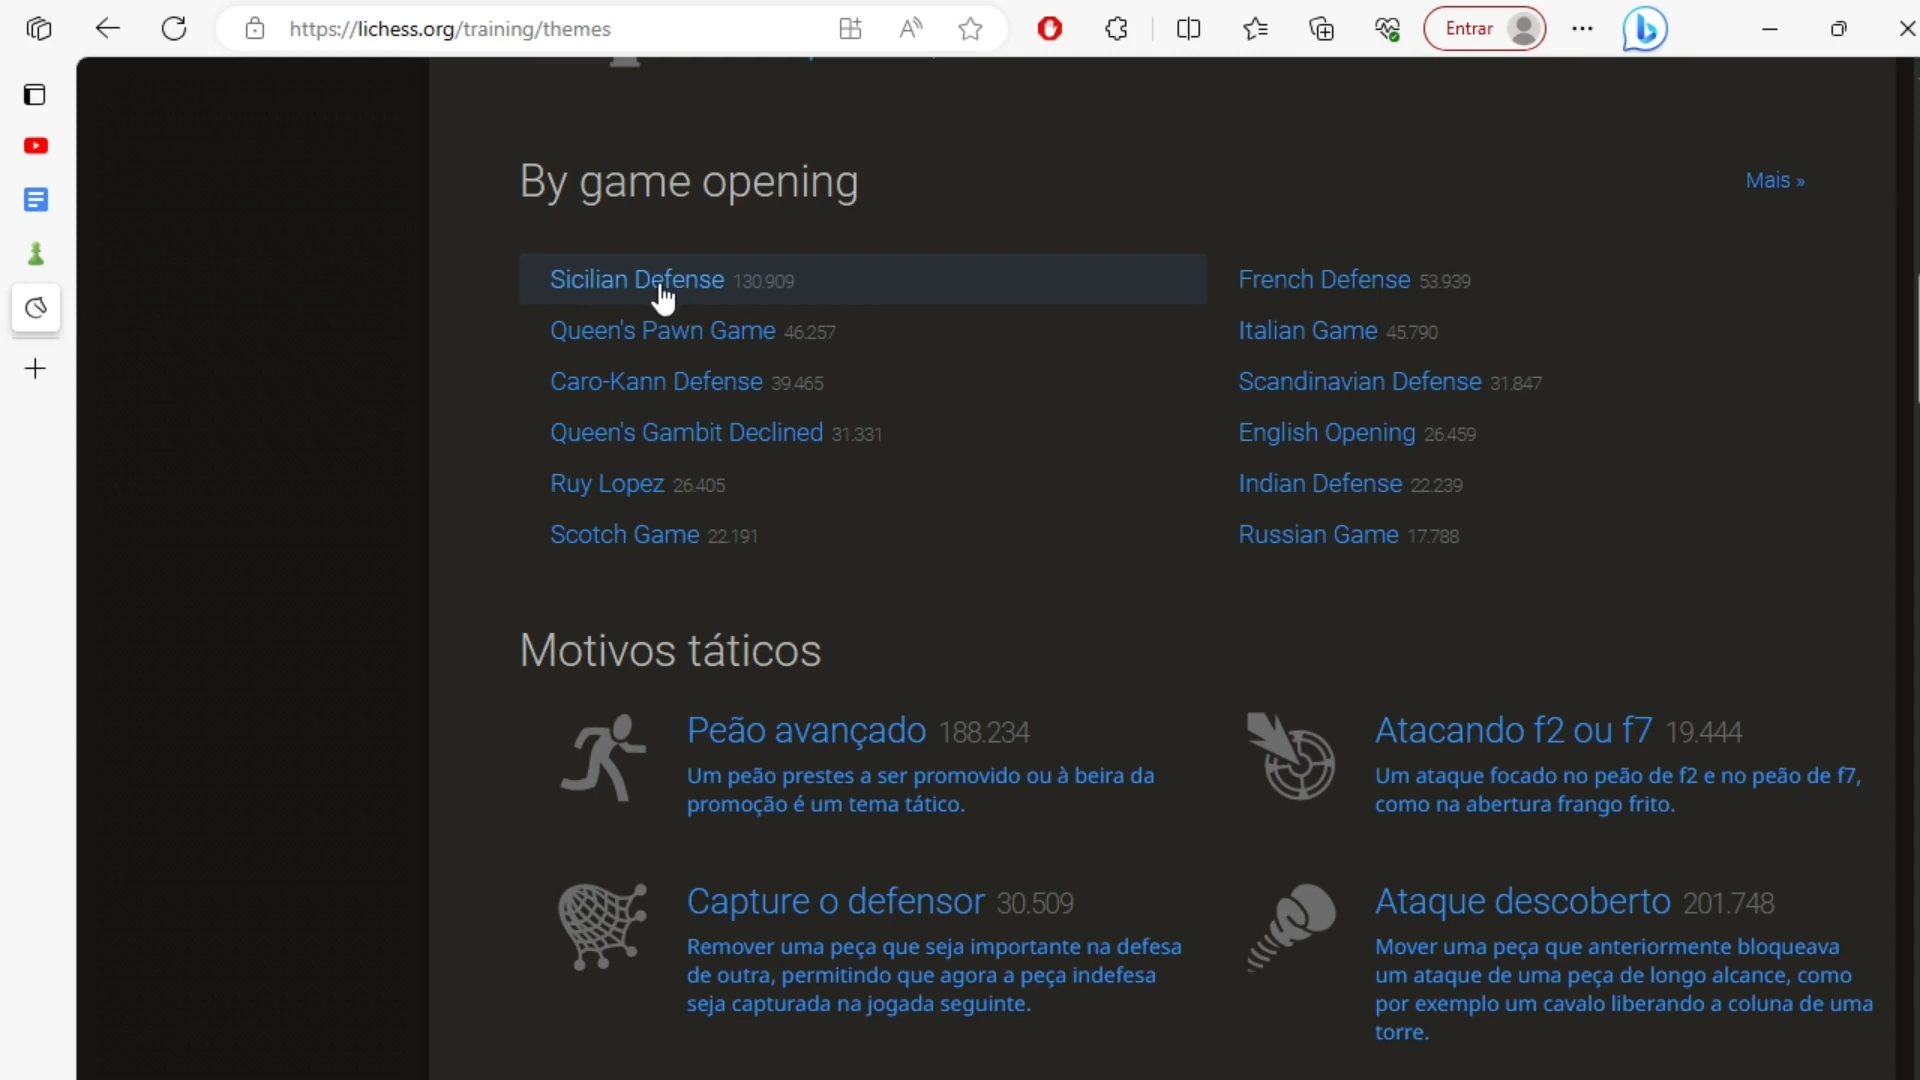 https://lichess.org/training/themes
Entrar
By game opening
Mais »
Sicilian Defense 130.909
French Defense 53.939
Queen's Pawn Game 46.257
Italian Game 45.790
Caro-Kann Defense 39.465
Scandinavian Defense 31.847
Queen's Gambit Declined 31.331
English Opening 26.459
Ruy Lopez 26.405
Indian Defense 22.239
Scotch Game 22.191
Russian Game 17.788
Motivos táticos
Peão avançado 188.234
Um peão prestes a ser promovido ou à beira da
promoção é um tema tático.
Atacando f2 ou f7 19.444
Um ataque focado no peão de f2 e no peão de f7,
como na abertura frango frito.
Capture o defensor 30.509
Remover uma peça que seja importante na defesa
de outra, permitindo que agora a peça indefesa
seja capturada na jogada seguinte.
Ataque descoberto 201.748
Mover uma peça que anteriormente bloqueava
um ataque de uma peça de longo alcance, como
por exemplo um cavalo liberando a coluna de uma
torre.